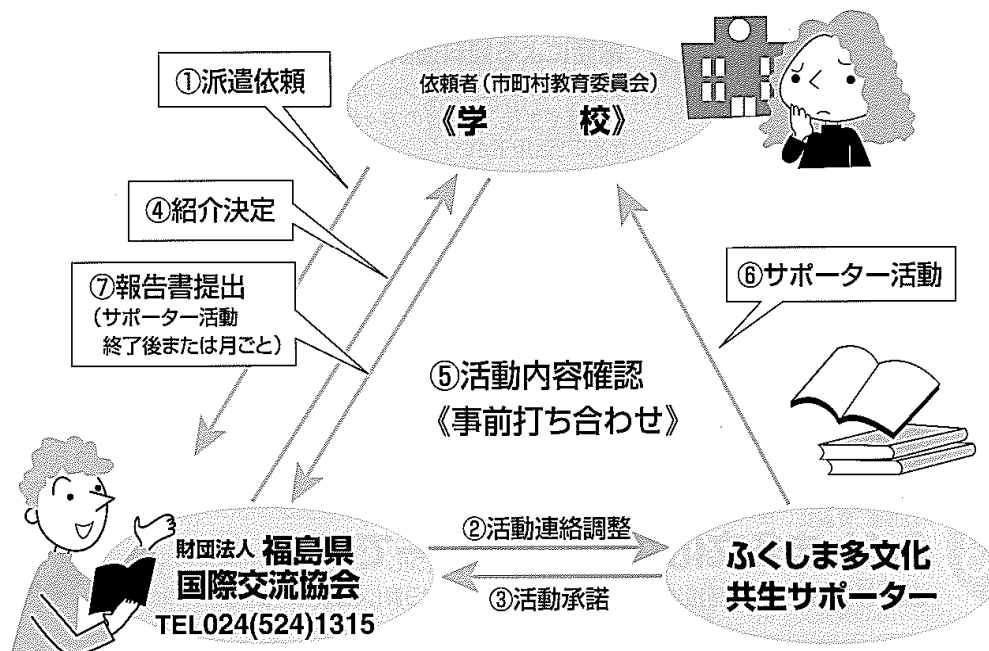 ①派遣依頼
依頼者(市町村教育委員会)
《学 校》
④紹介決定
⑦報告書提出
(サポーター活動
終了後または月ごと)
⑥サポーター活動
⑤活動内容確認
《事前打ち合わせ》
財団法人 福島県
国際交流協会
TEL024(524)1315
②活動連絡調整
③活動承諾
ふくしま多文化
共生サポーター